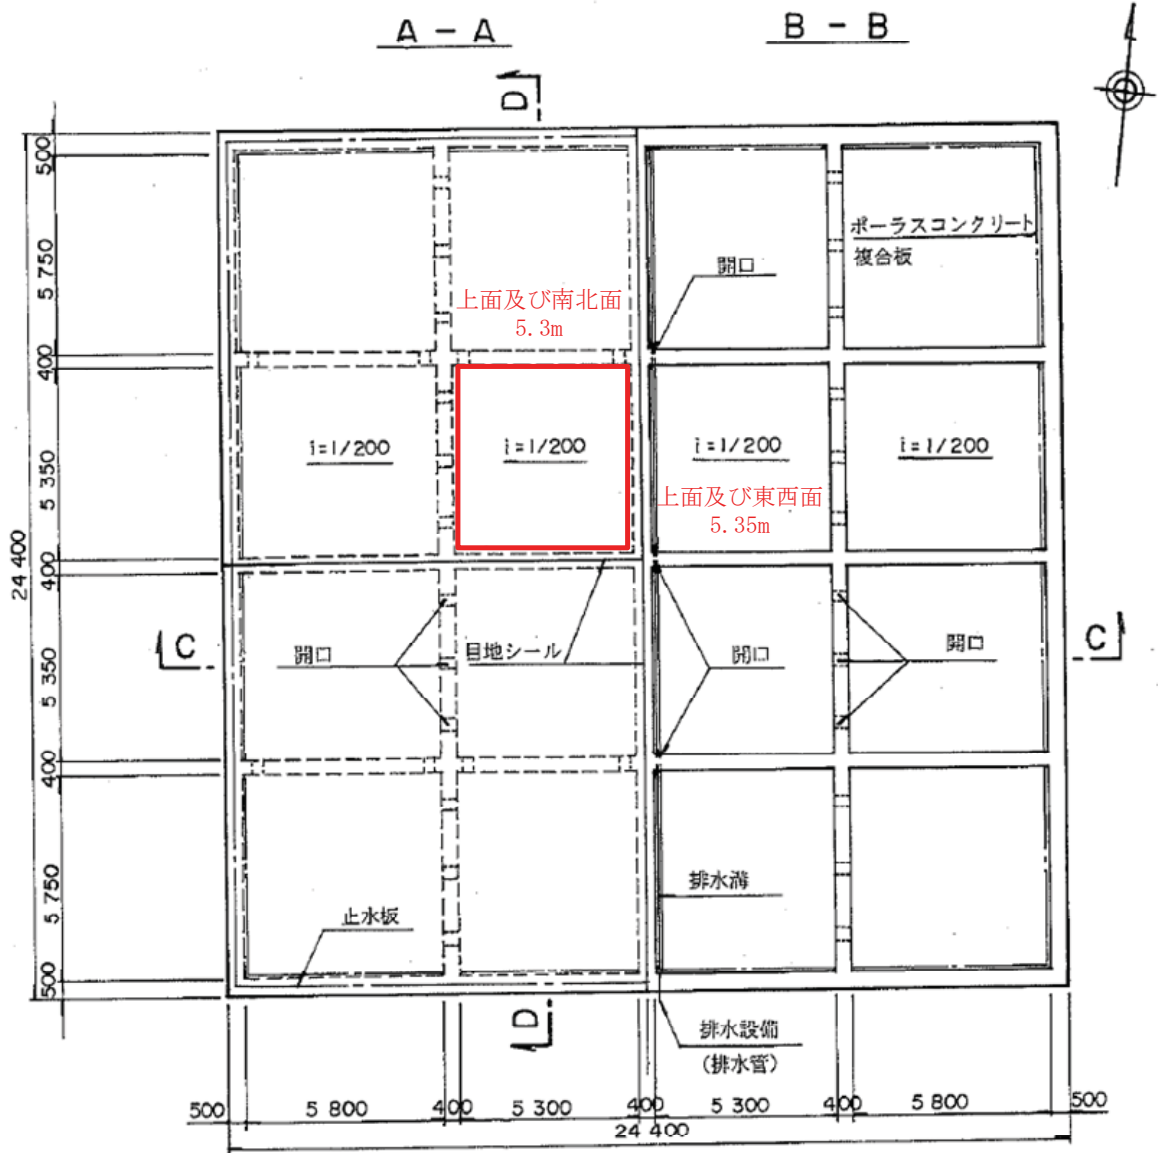 A - A
B - B
D
500
5 750
400
5 350
400
400
5 350
400
5 750
500
24 400
ポーラスコンクリート
複合板
開口
上面及び南北面
5.3m
i=1/200
i=1/200
i=1/200
i=1/200
上面及び東西面
5.35m
C
開口
目地シール
開口
開口
C
止水板
排水溝
D
排水設備
(排水管)
500
5 800
400
5 300
400
5 300
400
5 800
500
24 400